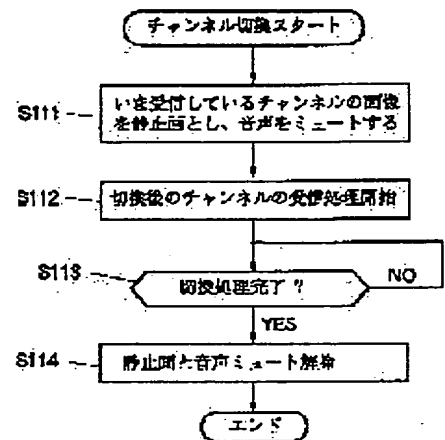 チャンネル切換スタート
S111
いま受付しているチャンネルの画像
を静止画とし、音声をミュートする
S112
切換後のチャンネルの受信処理開始
S113
切換処理完了?
NO
YES
S114
静止画と音声ミュート解除
エンド